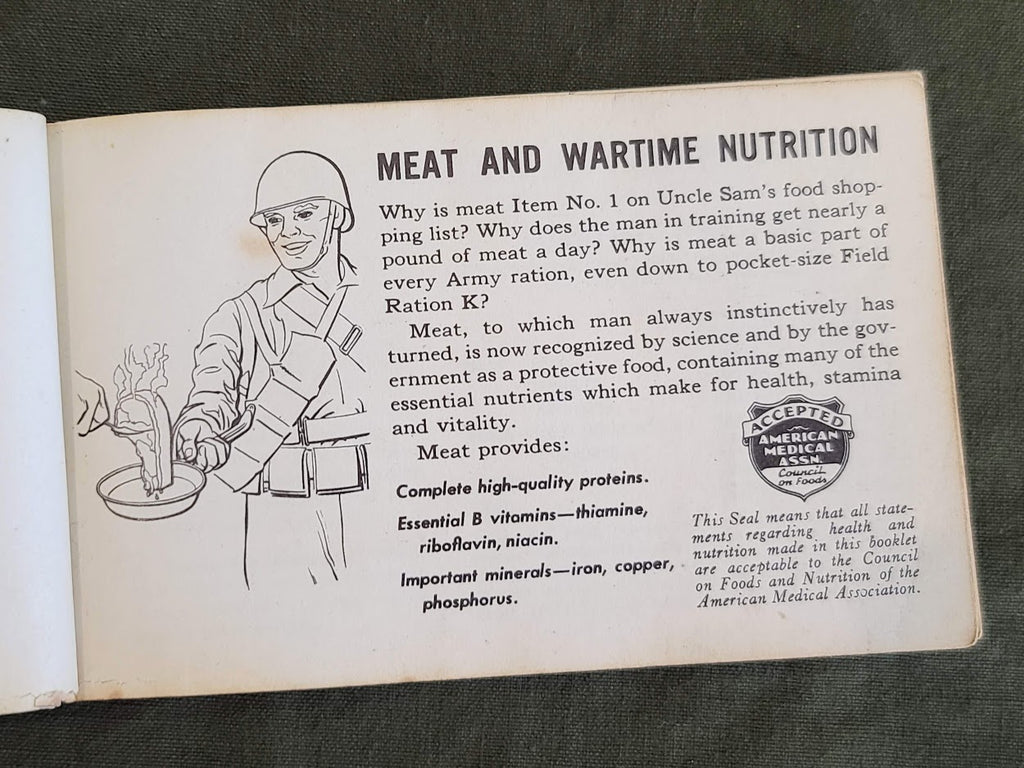 MEAT AND WARTIME NUTRITION
Why is meat Item No. 1 on Uncle Sam's food shop-
ping list? Why does the man in training get nearly a
pound of meat a day? Why is meat a basic part of
every Army ration, even down to pocket-size Field
Ration K?
Meat, to which man always instinctively has
turned, is now recognized by science and by the gov-
ernment as a protective food, containing many of the
essential nutrients which make for health, stamina
and vitality.
Meat provides:
Complete high-quality proteins.
Essential B vitamins—thiamine,
riboflavin, niacin.
Important minerals—iron, copper,
phosphorus.
ACCEPTED
AMERICAN
MEDICAL
ASSN.
Council
on Foods
This Seal means that all state-
ments regarding health and
nutrition made in this booklet
are acceptable to the Council
on Foods and Nutrition of the
American Medical Association.